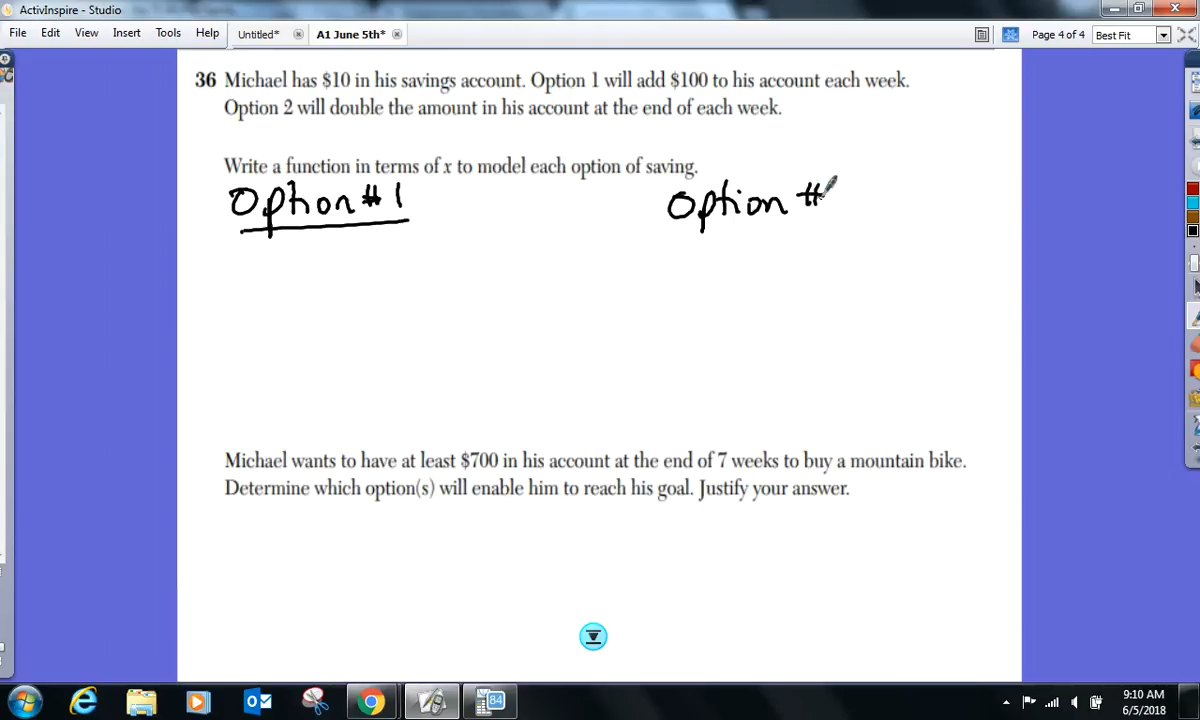 ActivInspire - Studio
File Edit View Insert Tools Help Untitled* A1 June 5th* Page 4 of 4 Best Fit
36 Michael has $10 in his savings account. Option 1 will add $100 to his account each week.
Option 2 will double the amount in his account at the end of each week.
Write a function in terms of x to model each option of saving.
Option #1 Option #
Michael wants to have at least $700 in his account at the end of 7 weeks to buy a mountain bike.
Determine which option(s) will enable him to reach his goal. Justify your answer.
84
9:10 AM
6/5/2018